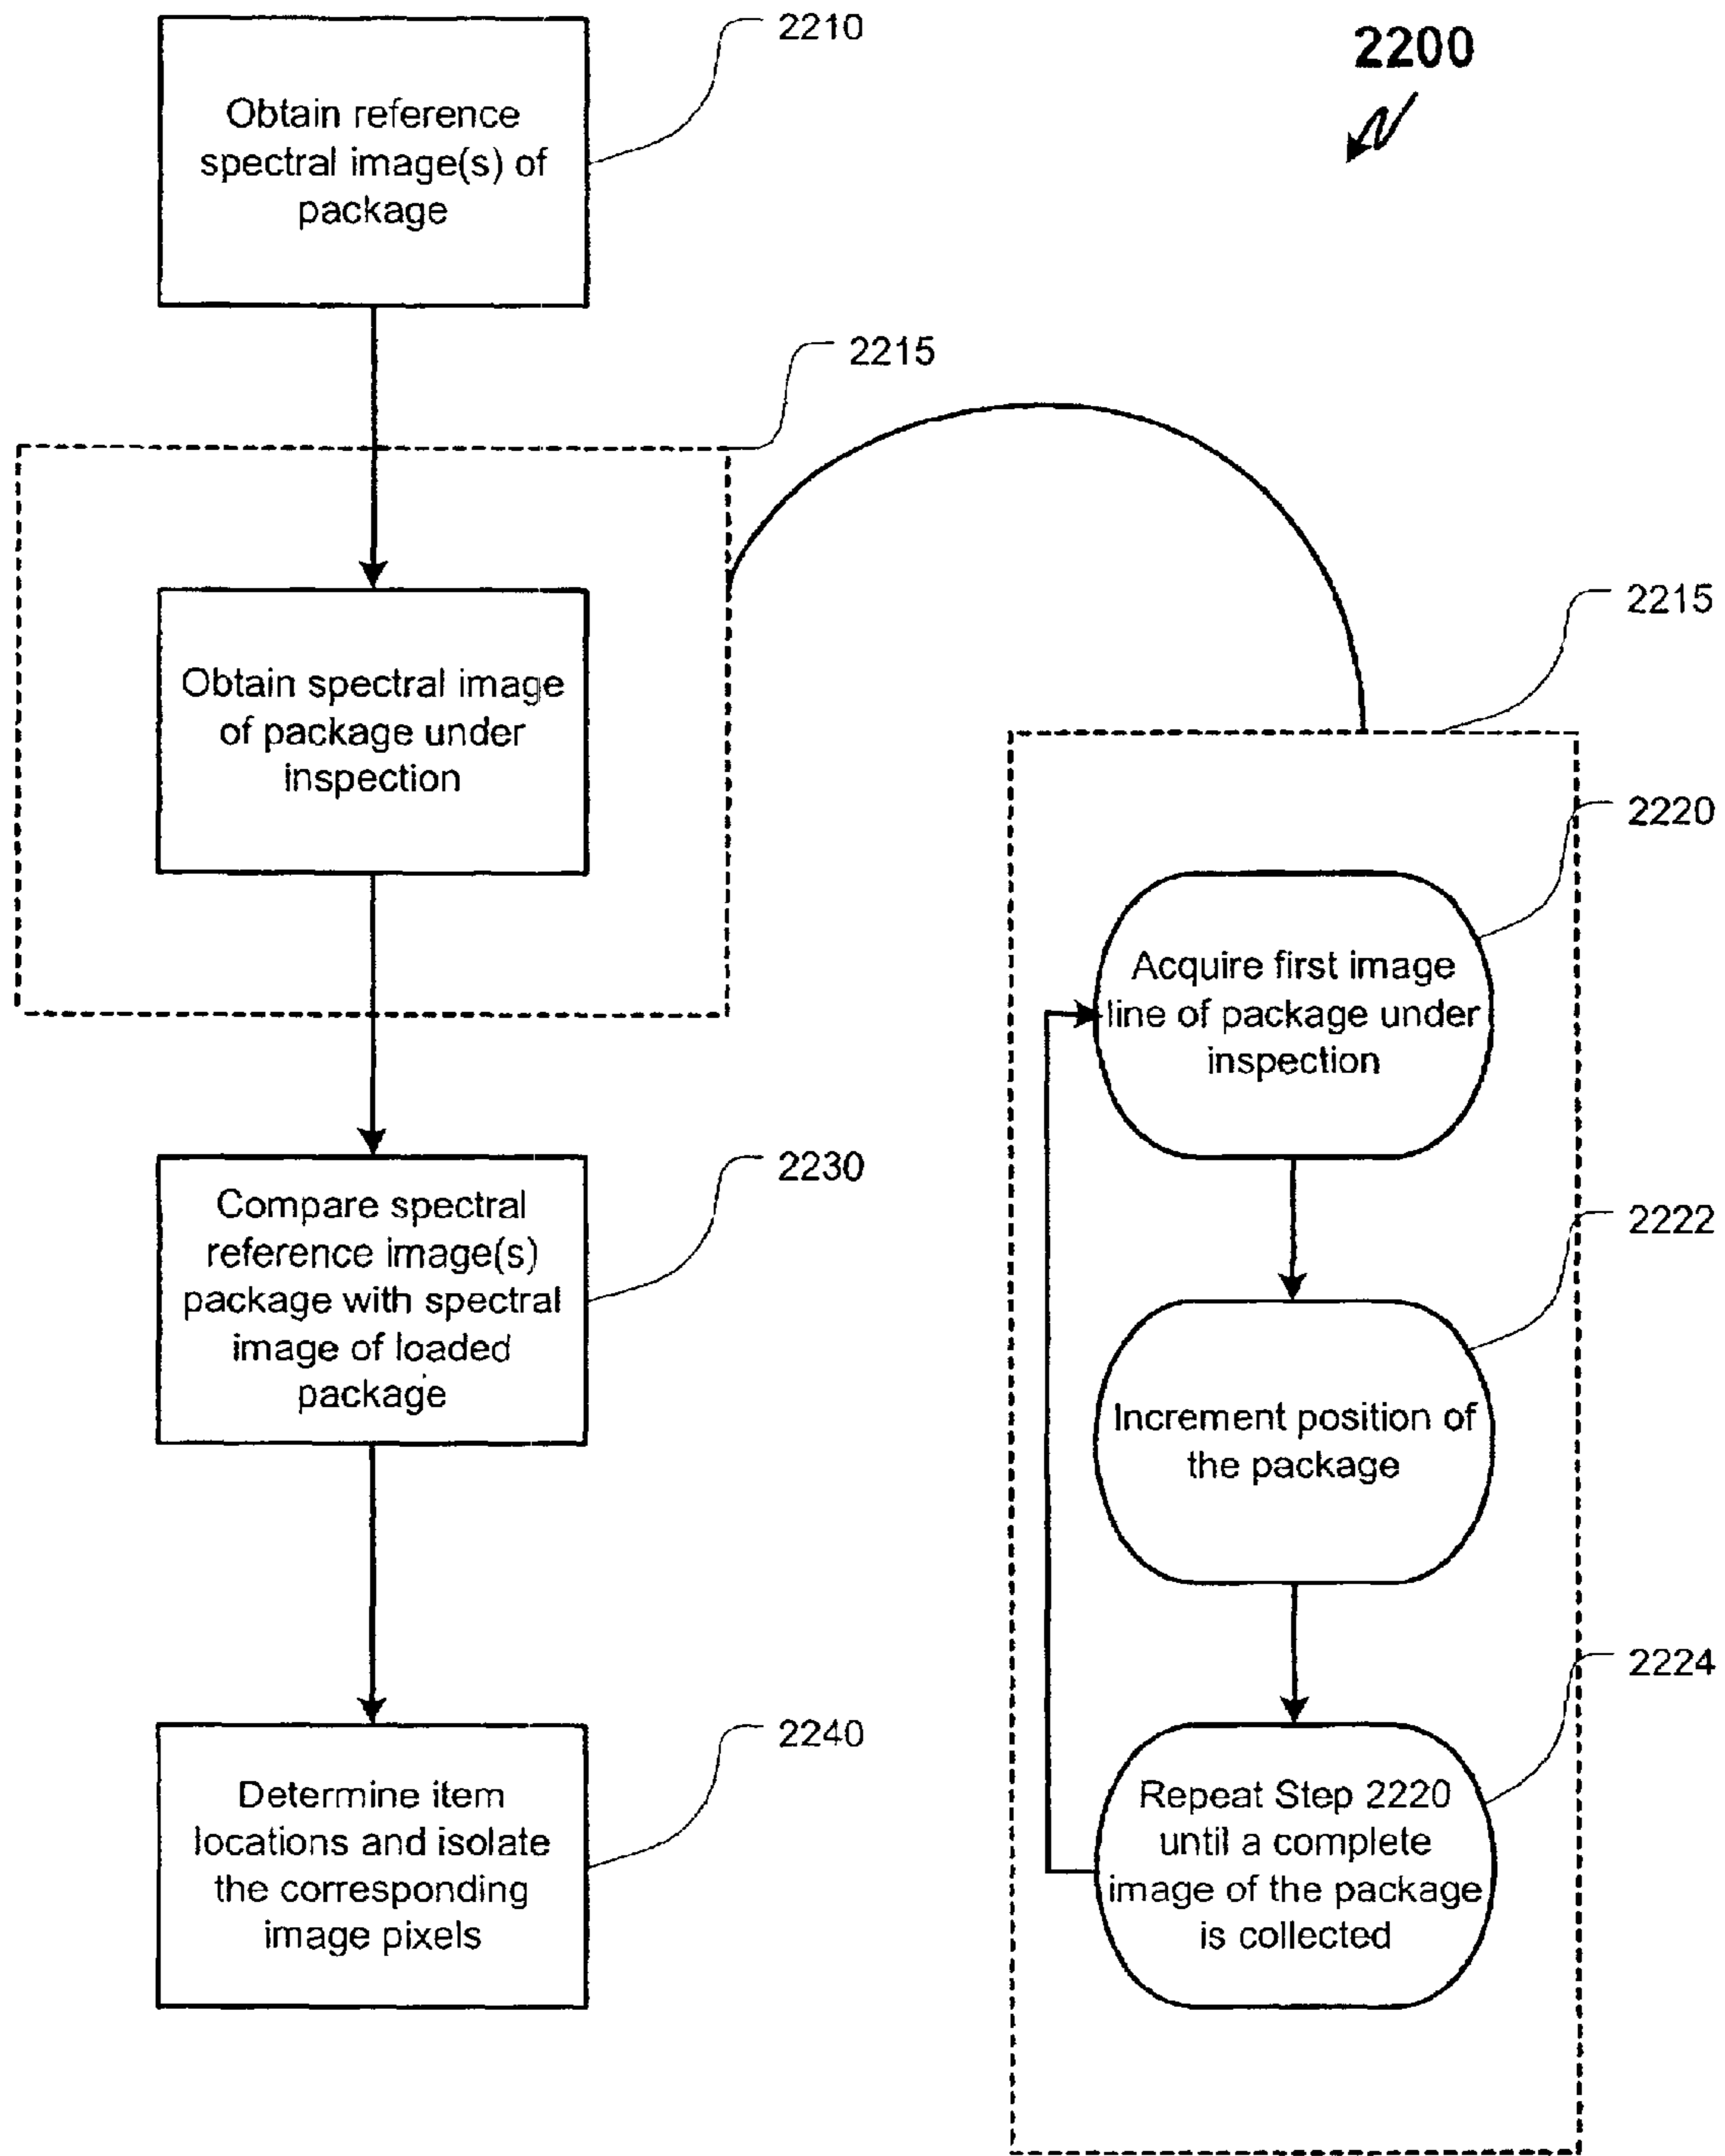 2200
2210
Obtain reference
spectral image(s) of
package
2215
Obtain spectral image
of package under
inspection
2230
Compare spectral
reference image(s)
package with spectral
image of loaded
package
2240
Determine item
locations and isolate
the corresponding
image pixels
2215
2220
Acquire first image
line of package under
inspection
2222
Increment position of
the package
2224
Repeat Step 2220
until a complete
image of the package
is collected